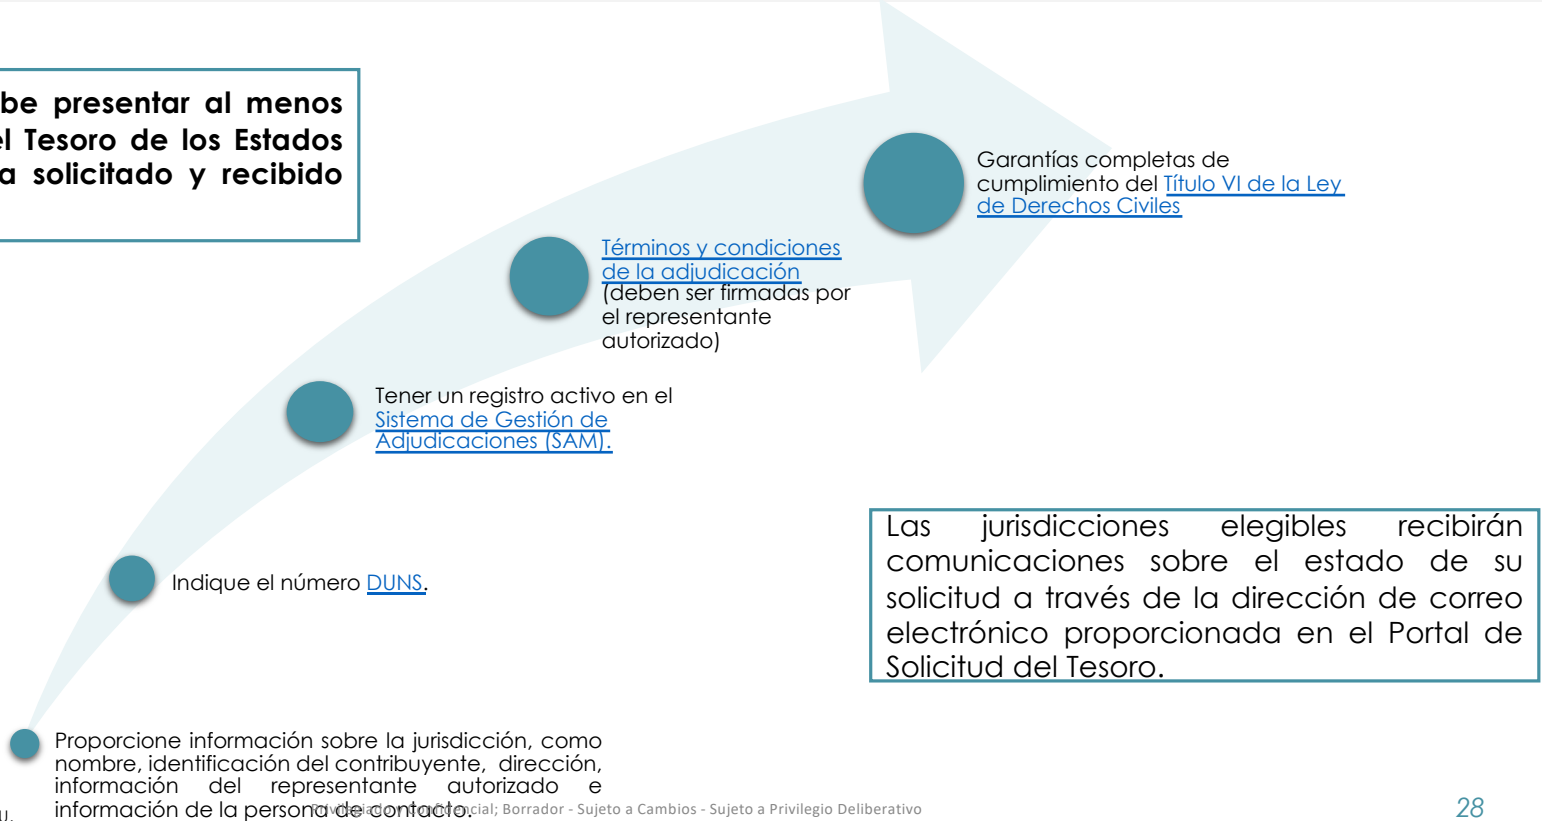 be presentar al menos
el Tesoro de los Estados
a solicitado y recibido
Garantías completas de
cumplimiento del Título VI de la Ley
de Derechos Civiles
Términos y condiciones
de la adjudicación
(deben ser firmadas por
el representante
autorizado)
Tener un registro activo en el
Sistema de Gestión de
Adjudicaciones (SAM).
Indique el número DUNS.
Las jurisdicciones elegibles recibirán
comunicaciones sobre el estado de su
solicitud a través de la dirección de correo
electrónico proporcionada en el Portal de
Solicitud del Tesoro.
Proporcione información sobre la jurisdicción, como
nombre, identificación del contribuyente, dirección,
información del representante autorizado e
información de la persona de contacto.
Privilegiado y Confidencial; Borrador - Sujeto a Cambios - Sujeto a Privilegio Deliberativo
28